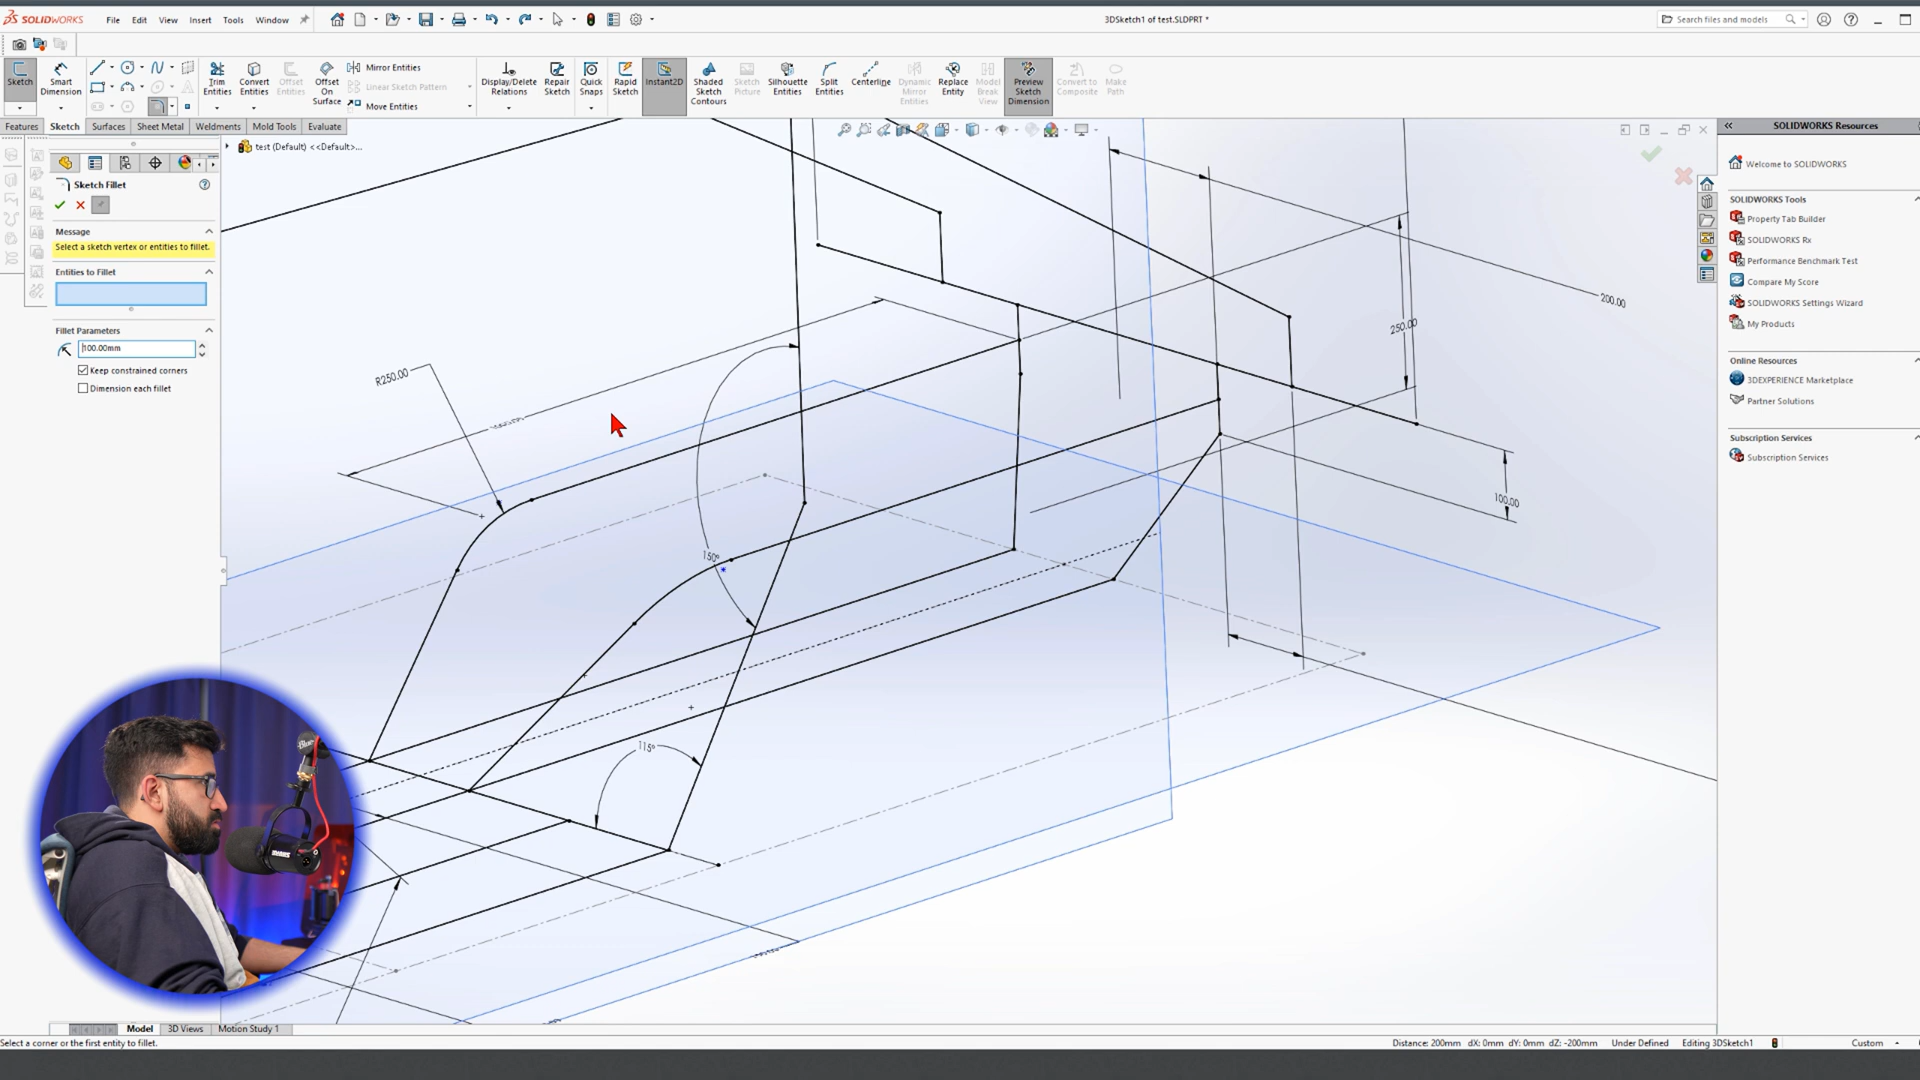 SOLIDWORKS File Edit View Insert Tools Window 3DSketch1 of test.SLDPRT * Search files and models
Sketch Smart Dimension Trim Entities Convert Entities Offset Entities Offset On Surface Mirror Entities Linear Sketch Pattern Move Entities Display/Delete Relations Repair Sketch Quick Snaps Rapid Sketch Instant2D Shaded Sketch Contours Sketch Picture Silhouette Entities Split Entities Centerline Dynamic Mirror Entities Replace Entity Model Break View Preview Sketch Dimension Convert to Composite Make Path
Features Sketch Surfaces Sheet Metal Weldments Mold Tools Evaluate
test (Default) <<Default>...
Sketch Fillet
Message
Select a sketch vertex or entities to fillet.
Entities to Fillet
Fillet Parameters
100.00mm
Keep constrained corners
Dimension each fillet
R250.00
150°
115°
200.00
250.00
100.00
SOLIDWORKS Resources
Welcome to SOLIDWORKS
SOLIDWORKS Tools
Property Tab Builder
SOLIDWORKS Rx
Performance Benchmark Test
Compare My Score
SOLIDWORKS Settings Wizard
My Products
Online Resources
3DEXPERIENCE Marketplace
Partner Solutions
Subscription Services
Subscription Services
Blue
Model 3D Views Motion Study 1
Select a corner or the first entity to fillet. Distance: 200mm dX: 0mm dY: 0mm dZ: -200mm Under Defined Editing 3DSketch1 Custom